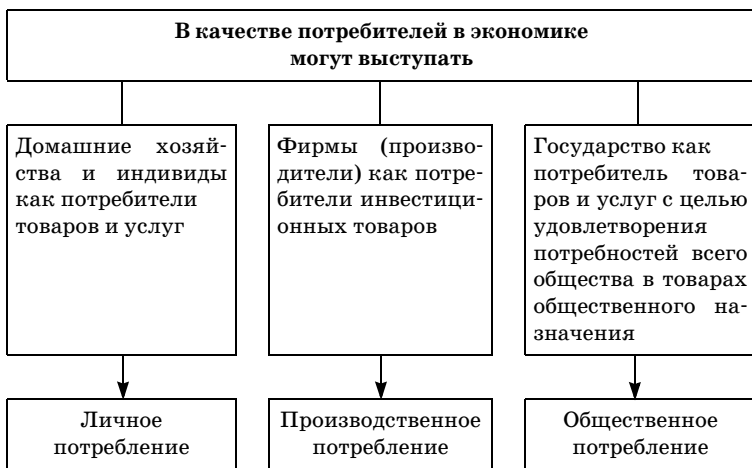 В качестве потребителей в экономике
могут выступать
Домашние хозяй-
ства и индивиды
как потребители
товаров и услуг
Фирмы (произво-
дители) как потре-
бители инвестици-
онных товаров
Государство как
потребитель това-
ров и услуг с целью
удовлетворения
потребностей всего
общества в товарах
общественного на-
значения
Личное
потребление
Производственное
потребление
Общественное
потребление